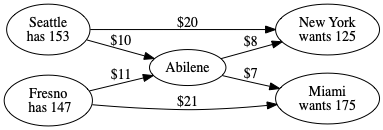 Seattle
has 153
$20
New York
wants 125
$10
$8
Abilene
$11
$7
Fresno
has 147
$21
Miami
wants 175